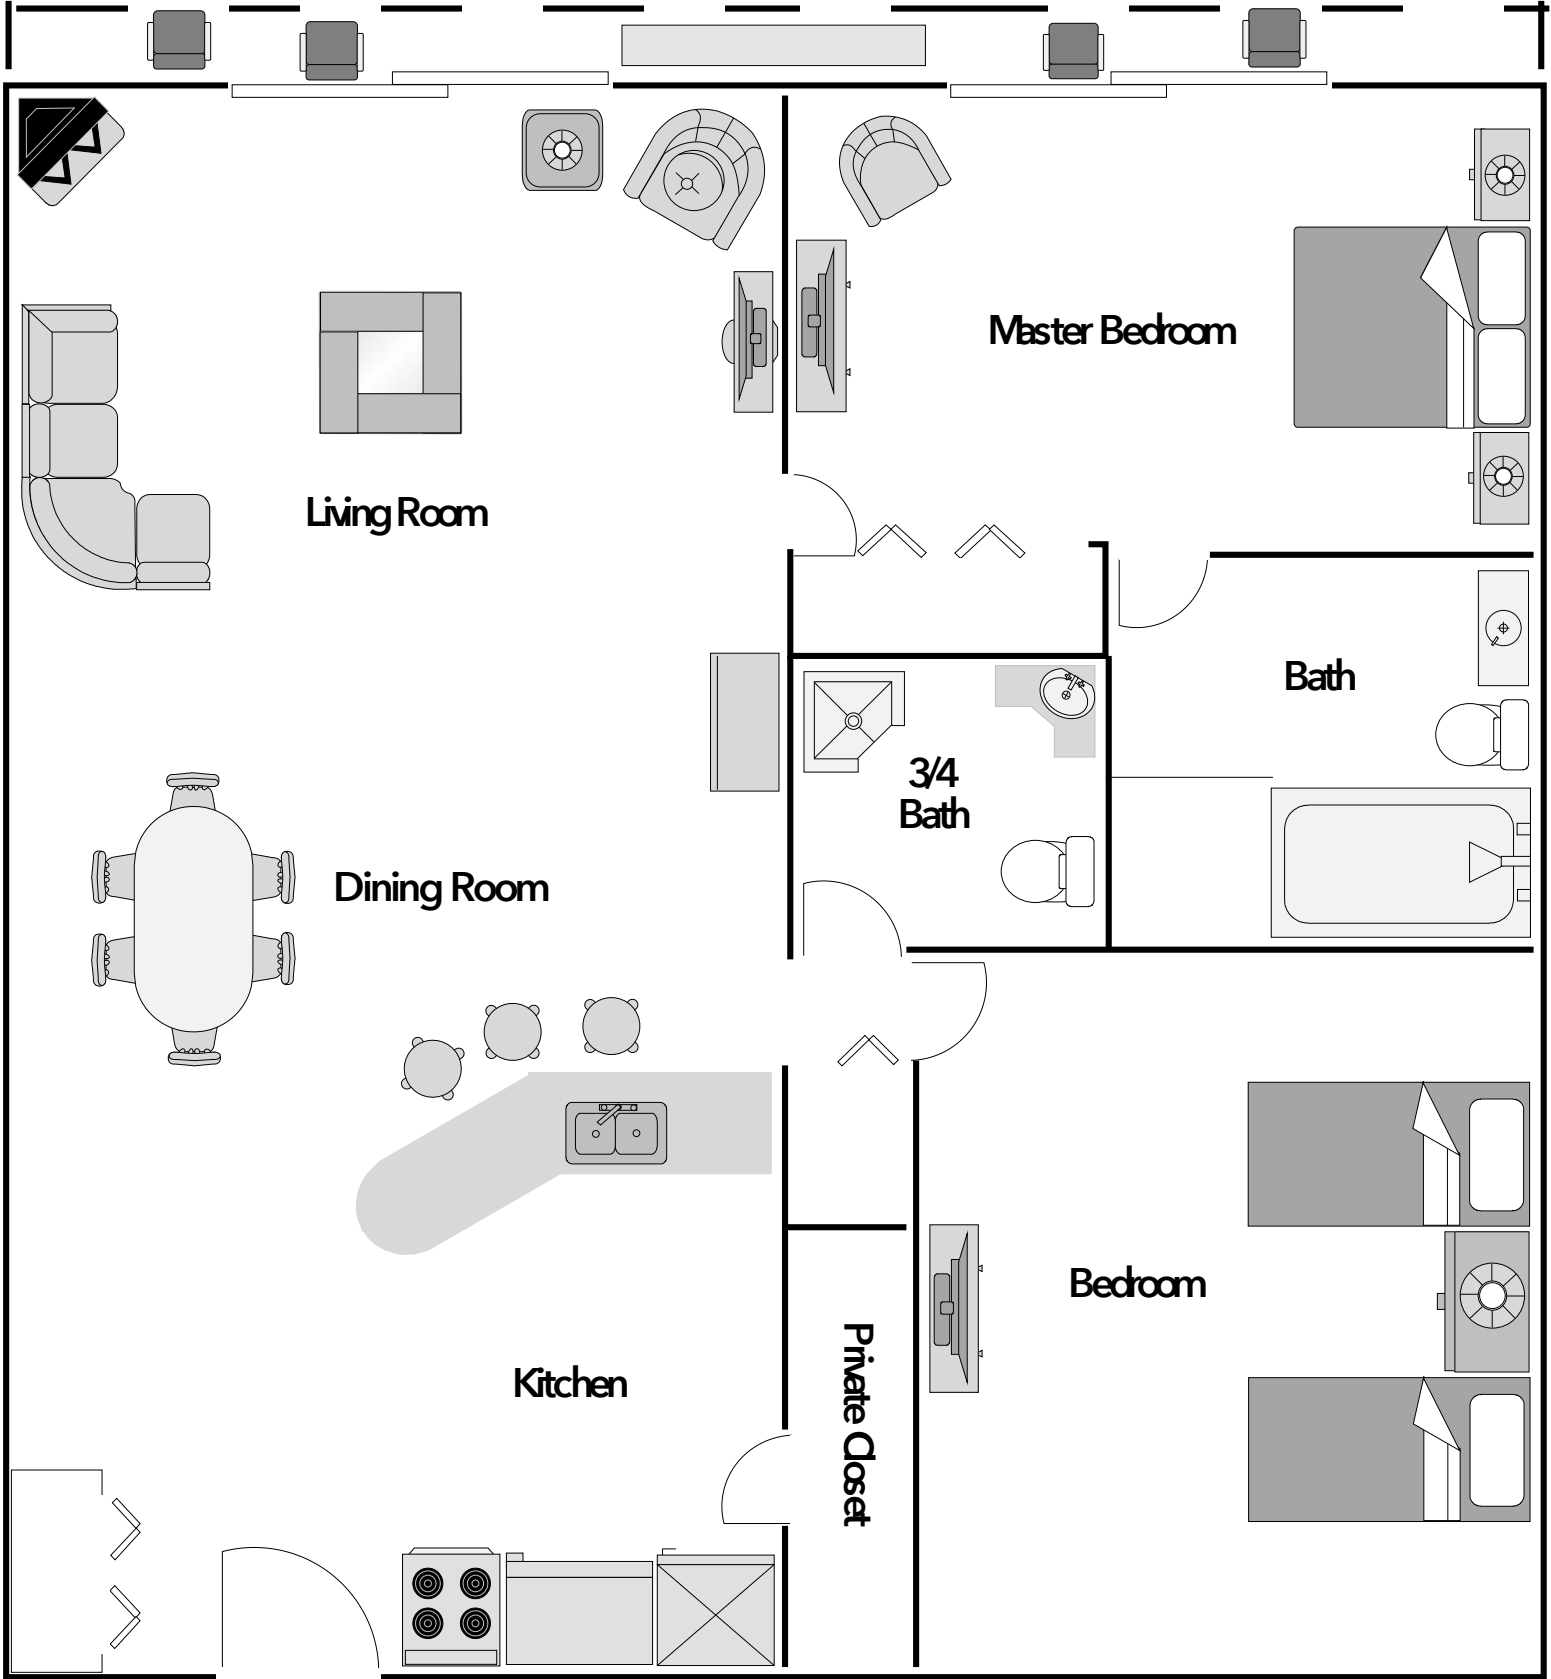 Master Bedroom
Living Room
Bath
3/4
Bath
Dining Room
Bedroom
Kitchen
Private Closet